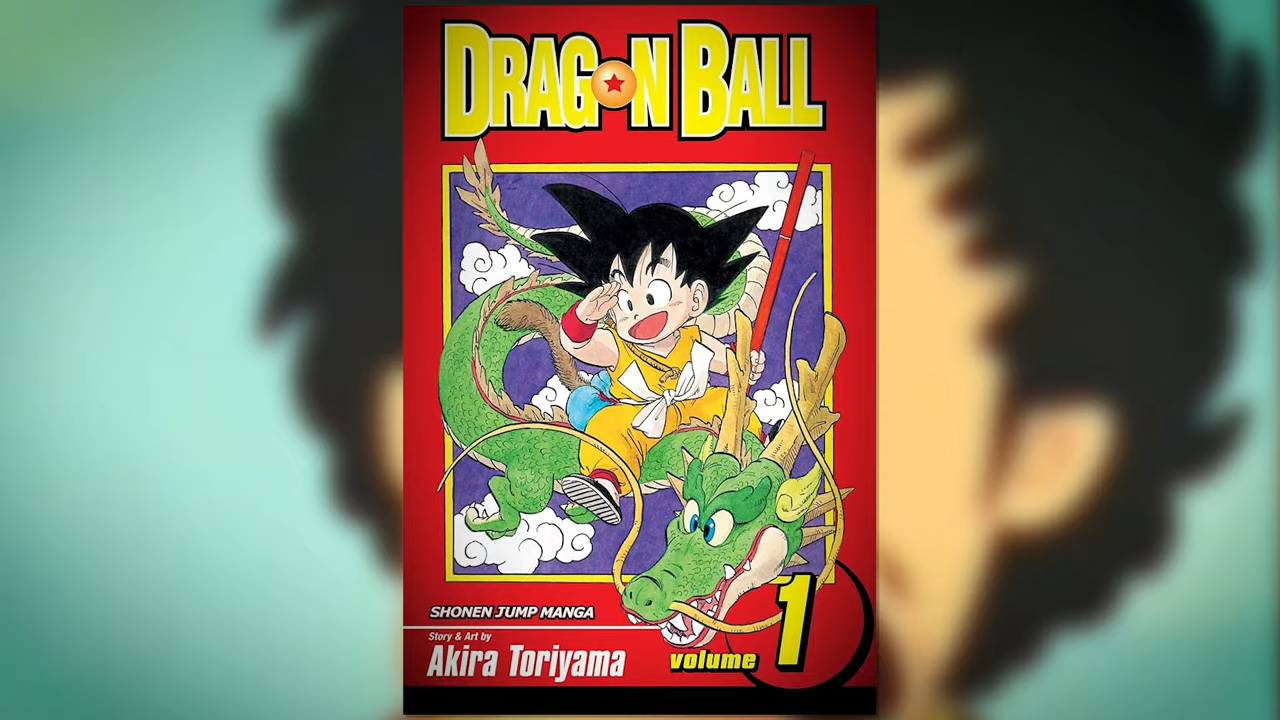 DRAGON BALL
SHONEN JUMP MANGA
Story & Art by
Akira Toriyama
volume 1